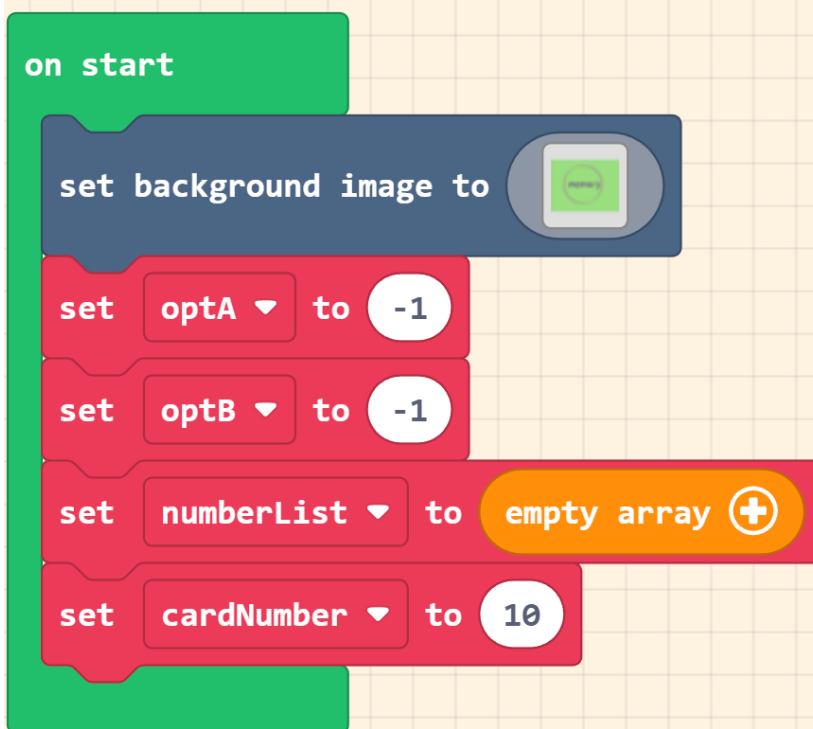 on start
set background image to
set optA to -1
set optB to -1
set numberList to empty array
set cardNumber to 10